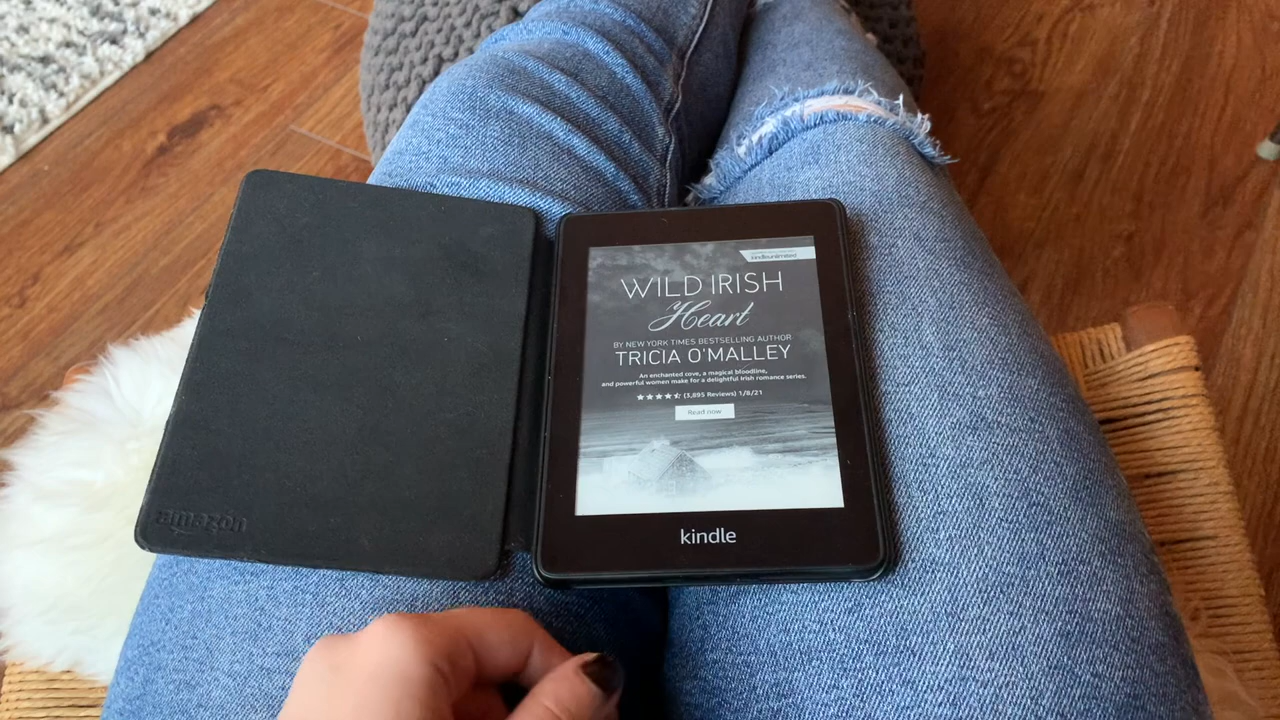 amazon
kindleunlimited
WILD IRISH
Heart
BY NEW YORK TIMES BESTSELLING AUTHOR
TRICIA O'MALLEY
An enchanted cove, a magical bloodline,
and powerful women make for a delightful Irish romance series.
(3,895 Reviews) 1/8/21
Read now
kindle